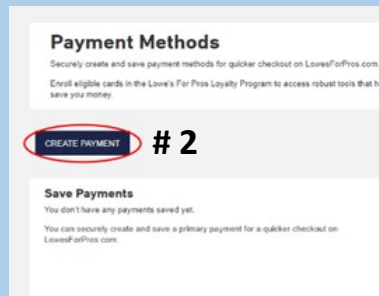 Payment Methods
Securely create and save payment methods for quicker checkout on LowesForPros.com.
Enroll eligible cards in the Lowe's For Pros Loyalty Program to access robust tools that h
save you money.
CREATE PAYMENT
# 2
Save Payments
You don't have any payments saved yet.
You can securely create and save a primary payment for a quicker checkout on
LowesForPros.com.